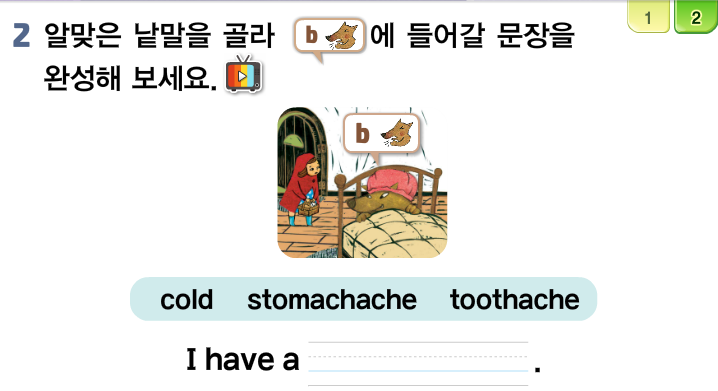 1 2
2 알맞은 낱말을 골라 b 에 들어갈 문장을
완성해 보세요.
b
cold stomachache toothache
I have a .